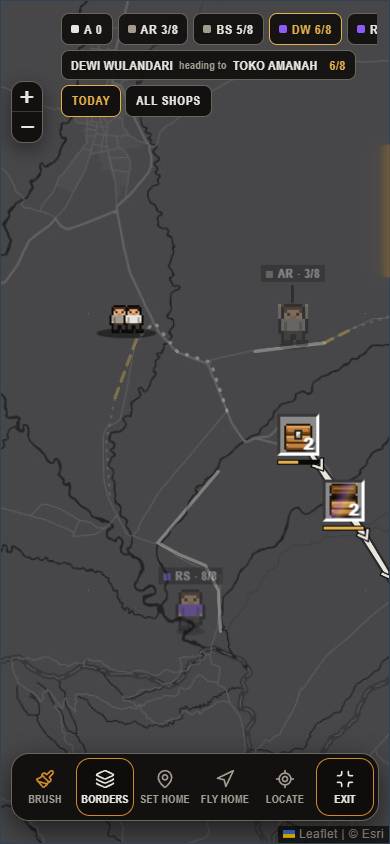 A 0
AR 3/8
BS 5/8
DW 6/8
R
DEWI WULANDARI heading to TOKO AMANAH 6/8
+
TODAY
ALL SHOPS
−
AR · 3/8
2
2
RS · 8/8
BRUSH
BORDERS
SET HOME
FLY HOME
LOCATE
EXIT
Leaflet | © Esri